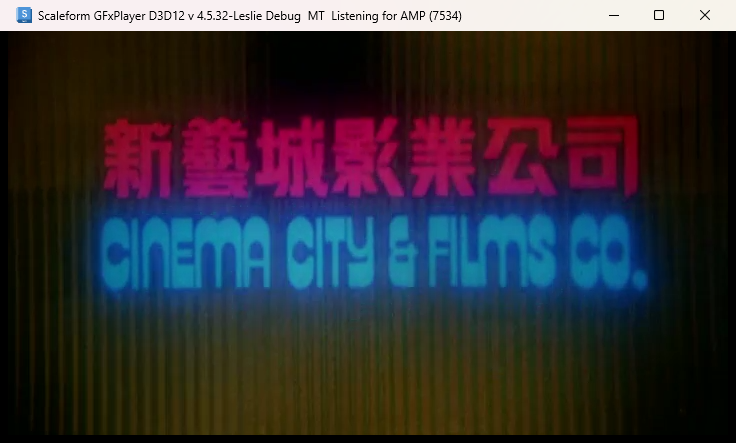 Scaleform GFxPlayer D3D12 v 4.5.32-Leslie Debug  MT  Listening for AMP (7534)
新藝城影業公司
CINEMA CITY & FILMS CO.